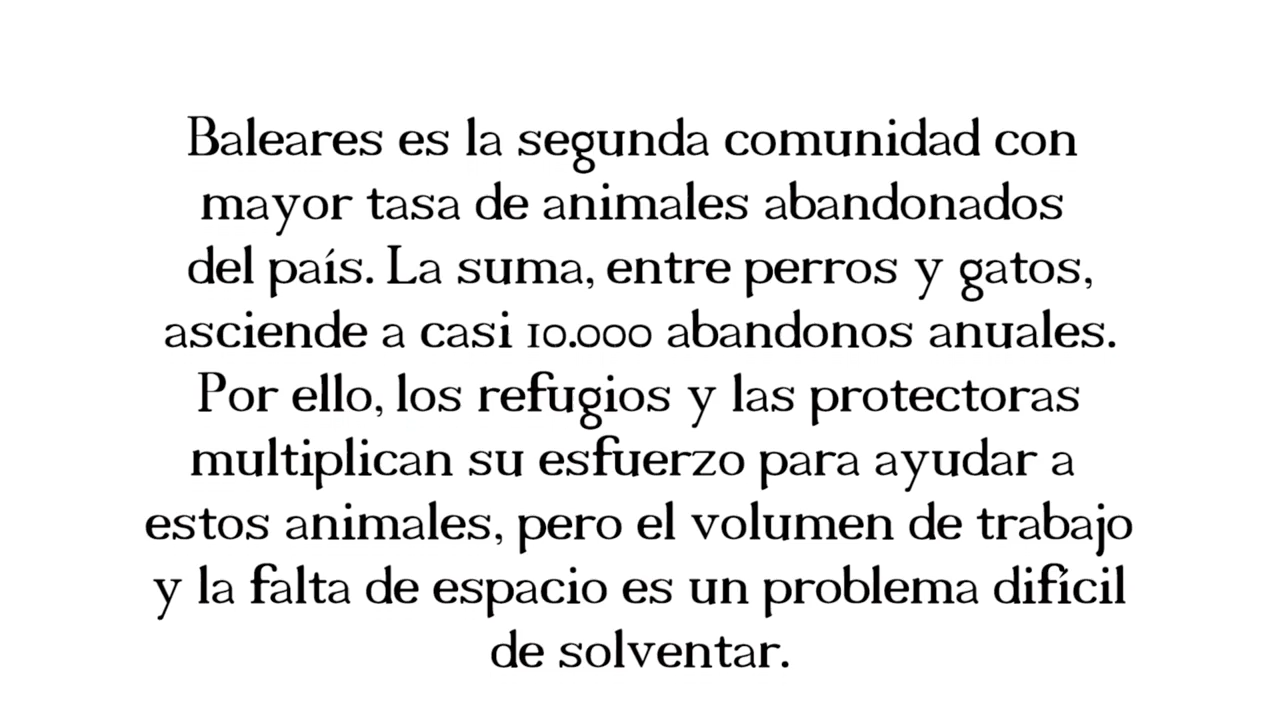 Baleares es la segunda comunidad con
mayor tasa de animales abandonados
del país. La suma, entre perros y gatos,
asciende a casi 10.000 abandonos anuales.
Por ello, los refugios y las protectoras
multiplican su esfuerzo para ayudar a
estos animales, pero el volumen de trabajo
y la falta de espacio es un problema difícil
de solventar.